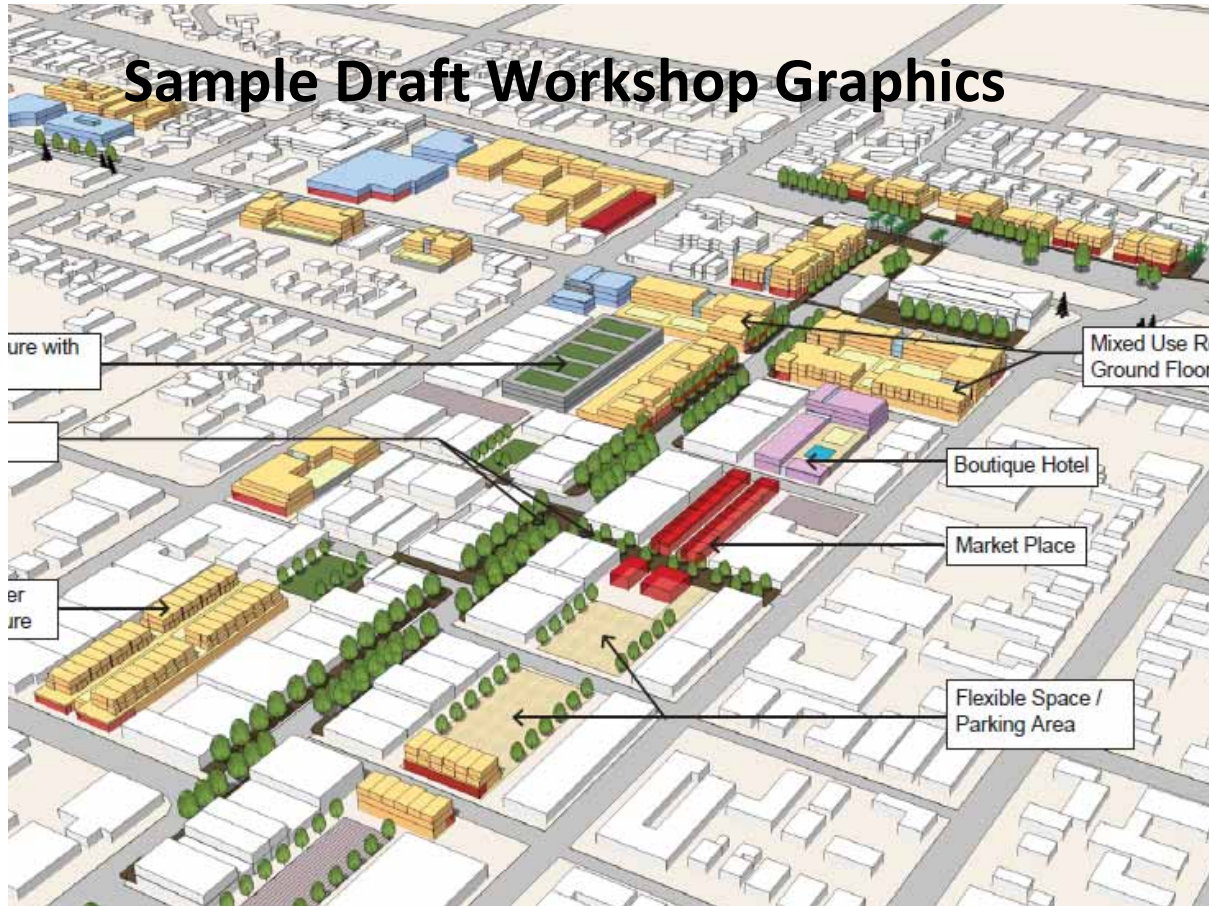 Sample Draft Workshop Graphics
ure with
Mixed Use R
Ground Floor
Boutique Hotel
Market Place
er
ure
Flexible Space /
Parking Area